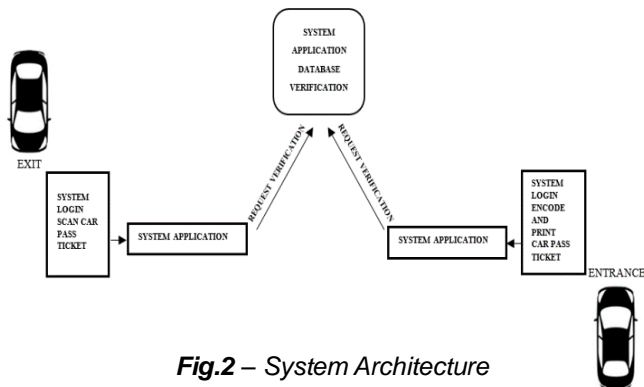 SYSTEM
APPLICATION
DATABASE
VERIFICATION
EXIT
REQUEST VERIFICATION
REQUEST VERIFICATION
SYSTEM
LOGIN
SCAN CAR
PASS
TICKET
SYSTEM APPLICATION
SYSTEM APPLICATION
SYSTEM
LOGIN
ENCODE
AND
PRINT
CAR PASS
TICKET
ENTRANCE
Fig.2 – System Architecture